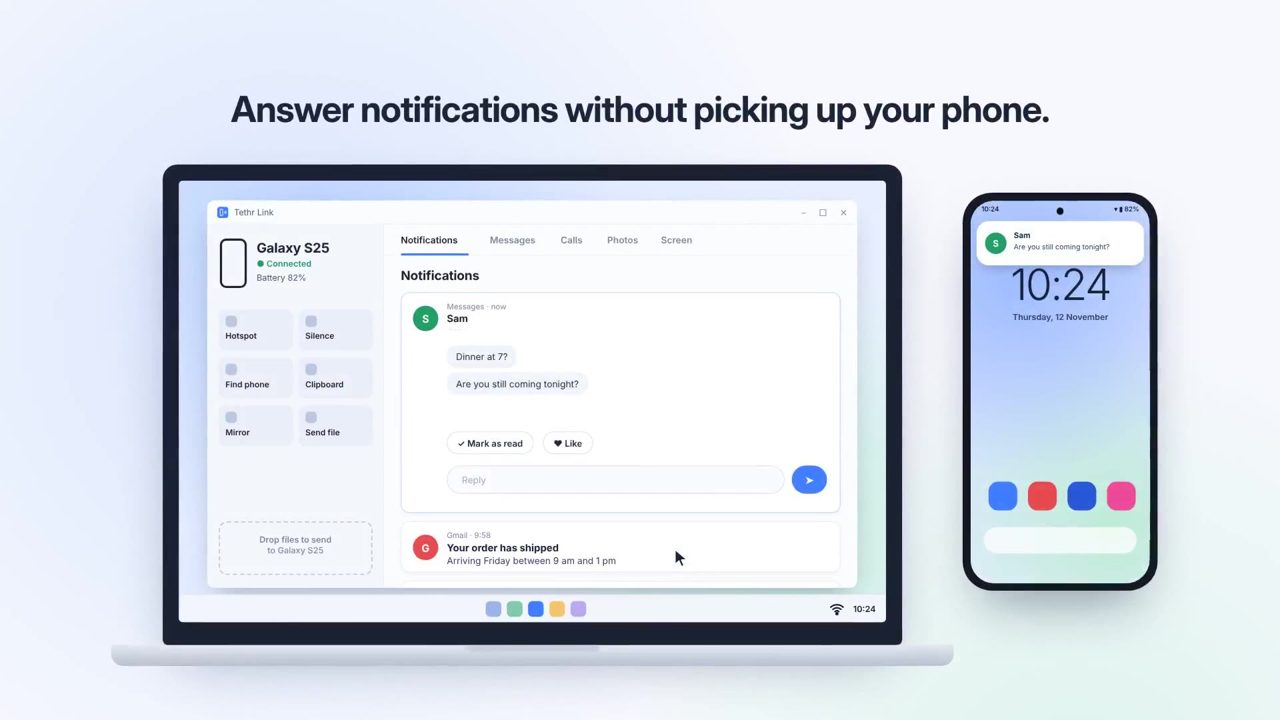 Answer notifications without picking up your phone.
Tethr Link
Galaxy S25
Connected
Battery 82%
Hotspot
Silence
Find phone
Clipboard
Mirror
Send file
Drop files to send
to Galaxy S25
Notifications
Messages
Calls
Photos
Screen
Notifications
S
Messages · now
Sam
Dinner at 7?
Are you still coming tonight?
✓ Mark as read
♥ Like
Reply
G
Gmail · 9:58
Your order has shipped
Arriving Friday between 9 am and 1 pm
10:24
10:24
82%
S
Sam
Are you still coming tonight?
10:24
Thursday, 12 November